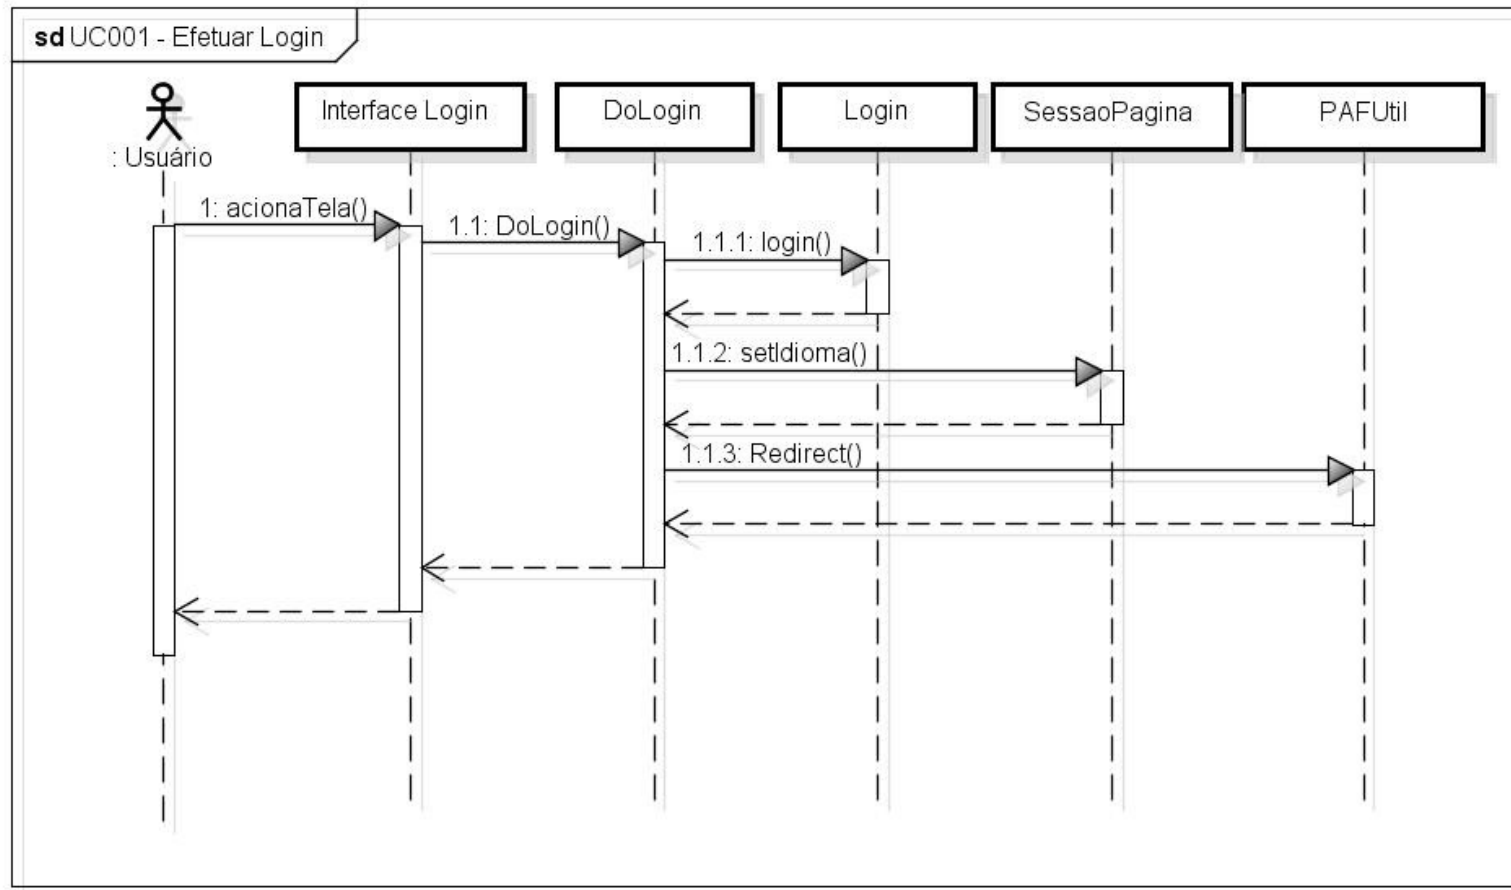 sd UC001 - Efetuar Login
: Usuário
Interface Login
DoLogin
Login
SessaoPagina
PAFUtil
1: acionaTela()
1.1: DoLogin()
1.1.1: login()
1.1.2: setIdioma()
1.1.3: Redirect()